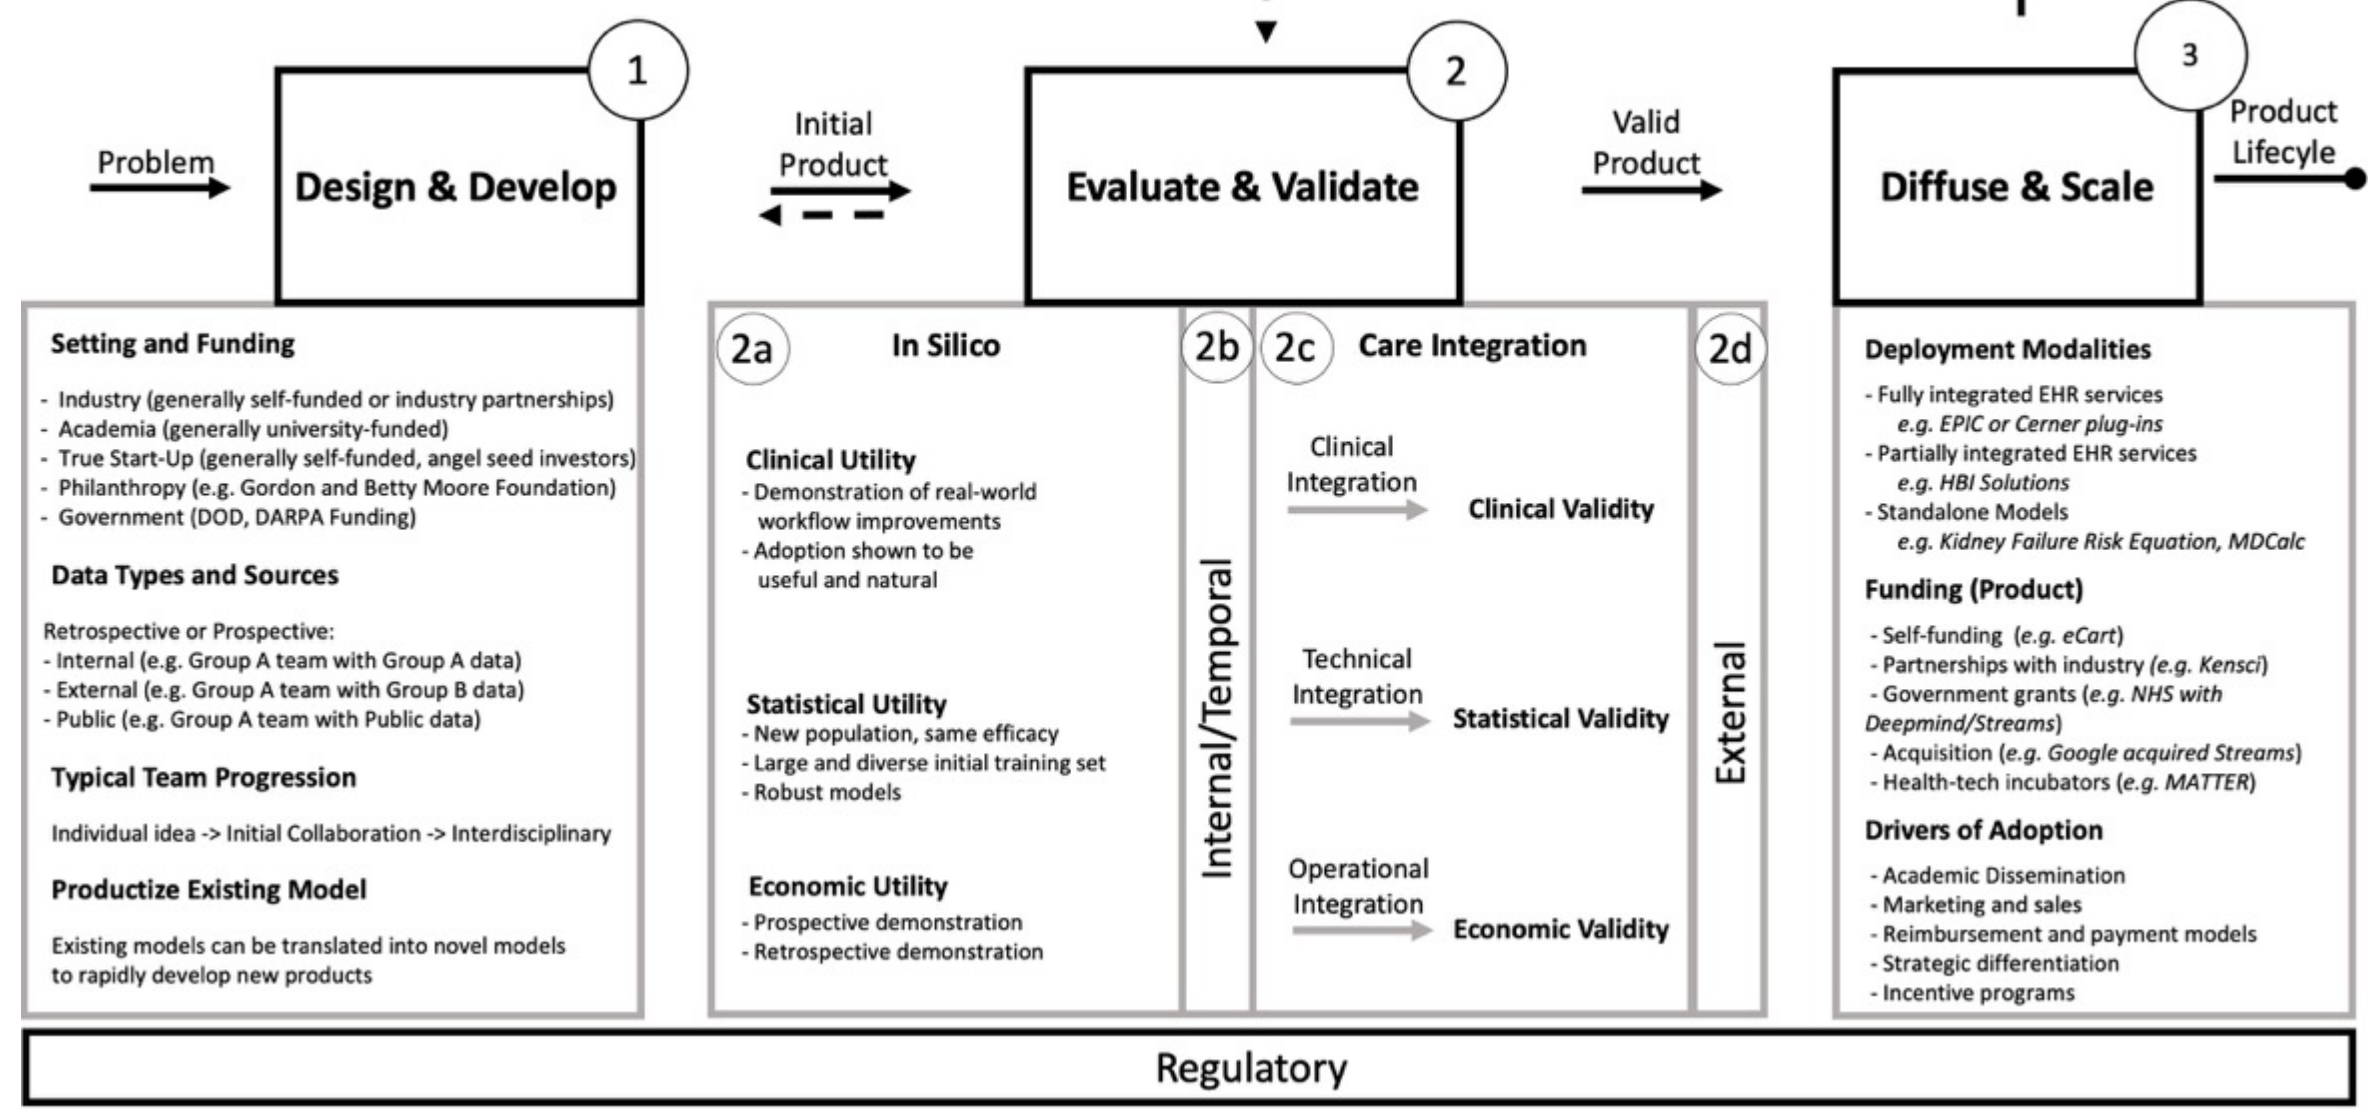 1
2
3
Problem
Design & Develop
Initial
Product
Evaluate & Validate
Valid
Product
Diffuse & Scale
Product
Lifecyle
Setting and Funding
- Industry (generally self-funded or industry partnerships)
- Academia (generally university-funded)
- True Start-Up (generally self-funded, angel seed investors)
- Philanthropy (e.g. Gordon and Betty Moore Foundation)
- Government (DOD, DARPA Funding)
Data Types and Sources
Retrospective or Prospective:
- Internal (e.g. Group A team with Group A data)
- External (e.g. Group A team with Group B data)
- Public (e.g. Group A team with Public data)
Typical Team Progression
Individual idea -> Initial Collaboration -> Interdisciplinary
Productize Existing Model
Existing models can be translated into novel models
to rapidly develop new products
2a
In Silico
Clinical Utility
- Demonstration of real-world
workflow improvements
- Adoption shown to be
useful and natural
Statistical Utility
- New population, same efficacy
- Large and diverse initial training set
- Robust models
Economic Utility
- Prospective demonstration
- Retrospective demonstration
2b
Internal/Temporal
2c
Care Integration
Clinical
Integration
Clinical Validity
Technical
Integration
Statistical Validity
Operational
Integration
Economic Validity
2d
External
Deployment Modalities
- Fully integrated EHR services
e.g. EPIC or Cerner plug-ins
- Partially integrated EHR services
e.g. HBI Solutions
- Standalone Models
e.g. Kidney Failure Risk Equation, MDCalc
Funding (Product)
- Self-funding (e.g. eCart)
- Partnerships with industry (e.g. Kensci)
- Government grants (e.g. NHS with
Deepmind/Streams)
- Acquisition (e.g. Google acquired Streams)
- Health-tech incubators (e.g. MATTER)
Drivers of Adoption
- Academic Dissemination
- Marketing and sales
- Reimbursement and payment models
- Strategic differentiation
- Incentive programs
Regulatory